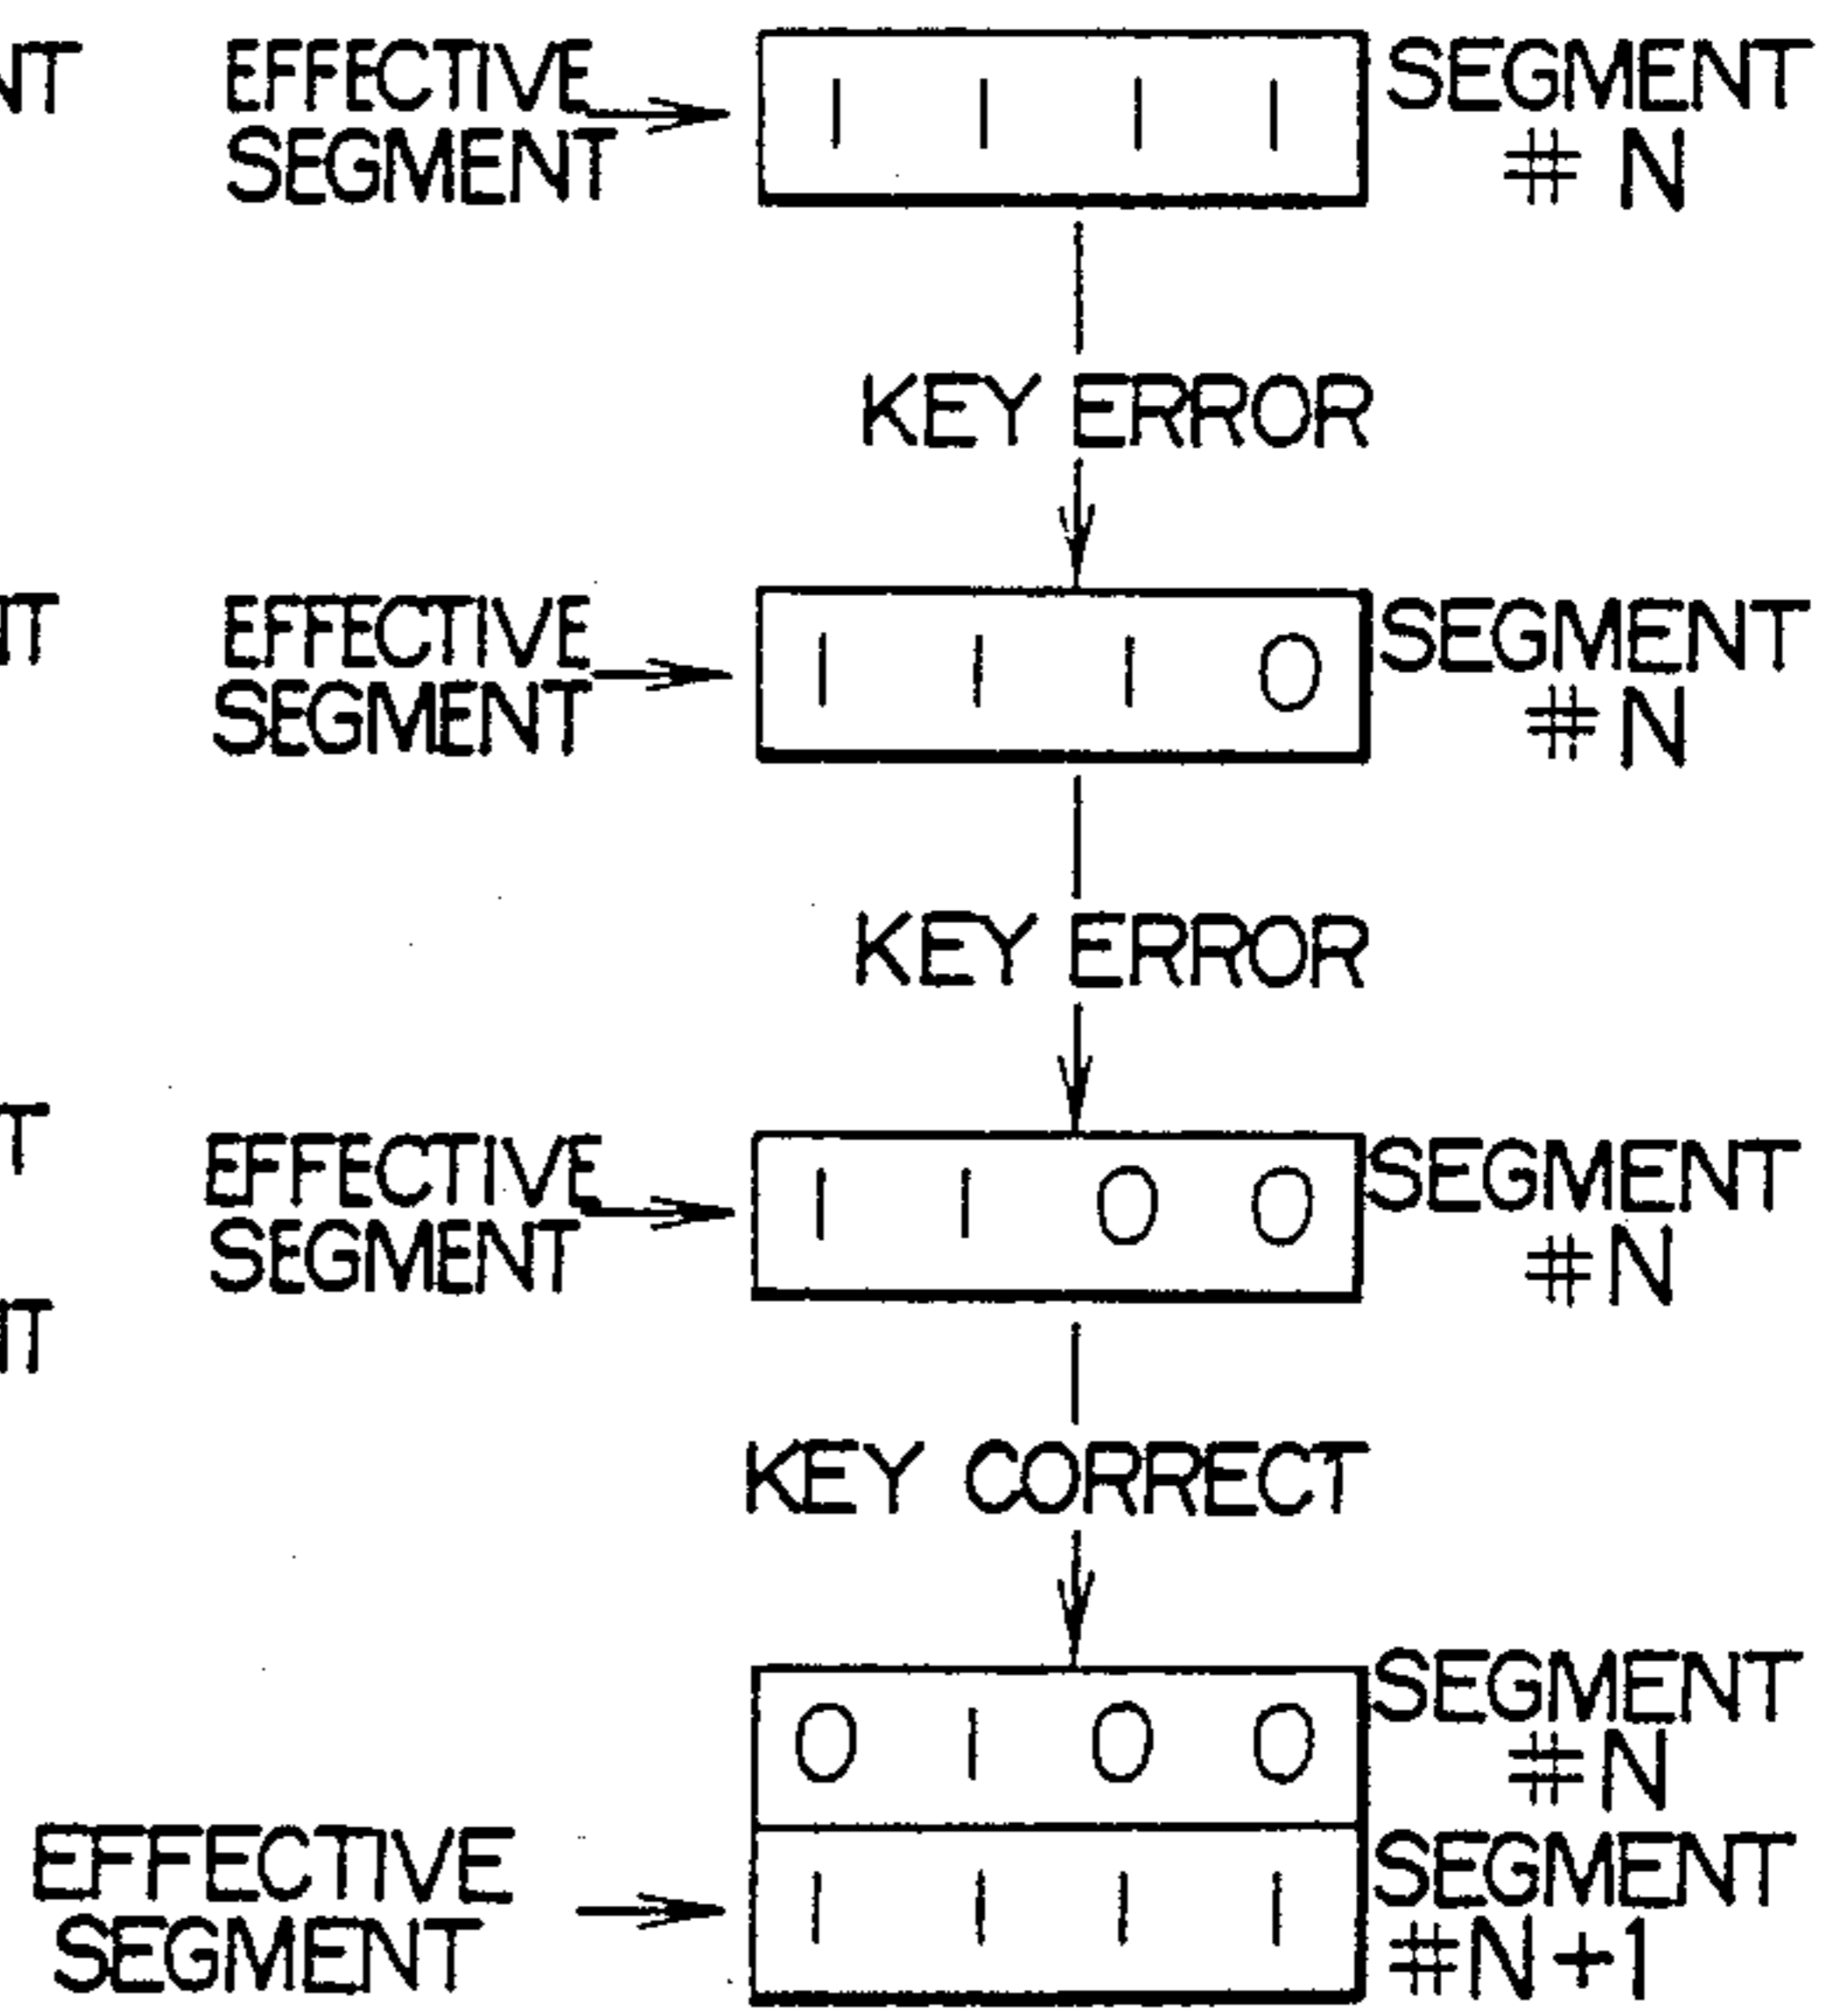 EFFECTIVE
SEGMENT
1 1 1 1
SEGMENT
# N
KEY ERROR
EFFECTIVE
SEGMENT
1 1 1 0
SEGMENT
# N
KEY ERROR
EFFECTIVE
SEGMENT
1 1 0 0
SEGMENT
#N
KEY CORRECT
0 1 0 0
SEGMENT
#N
EFFECTIVE
SEGMENT
1 1 1 1
SEGMENT
#N+1